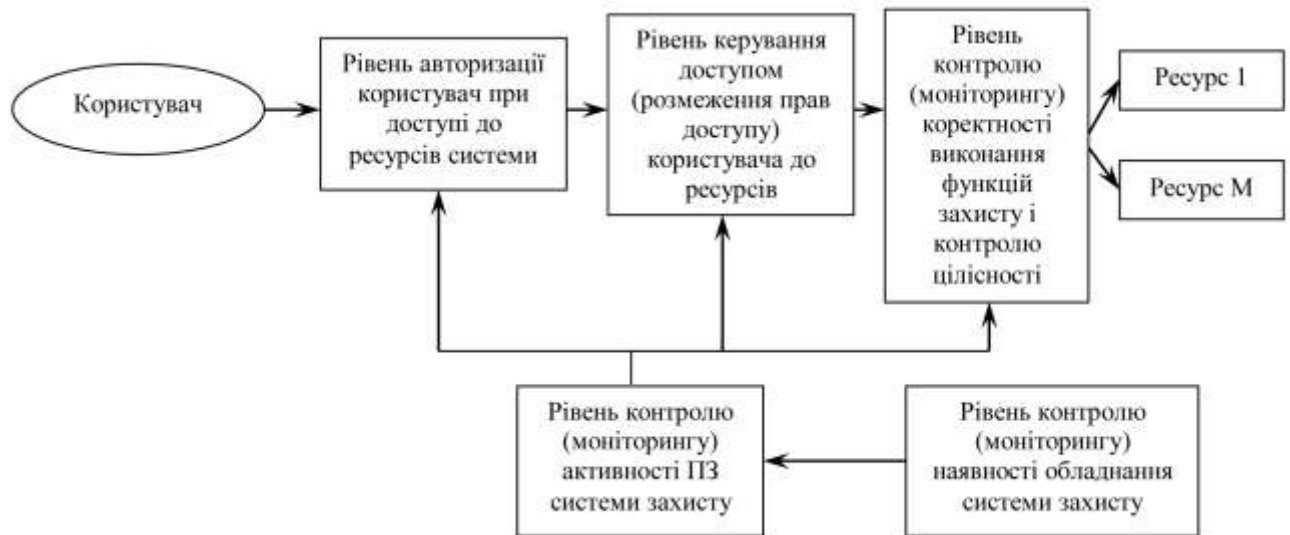 Користувач
Рівень авторизації
користувач при
доступі до
ресурсів системи
Рівень керування
доступом
(розмеження прав
доступу)
користувача до
ресурсів
Рівень
контролю
(моніторингу)
коректності
виконання
функцій
захисту і
контролю
цілісності
Ресурс 1
Ресурс М
Рівень контролю
(моніторингу)
активності ПЗ
системи захисту
Рівень контролю
(моніторингу)
наявності обладнання
системи захисту